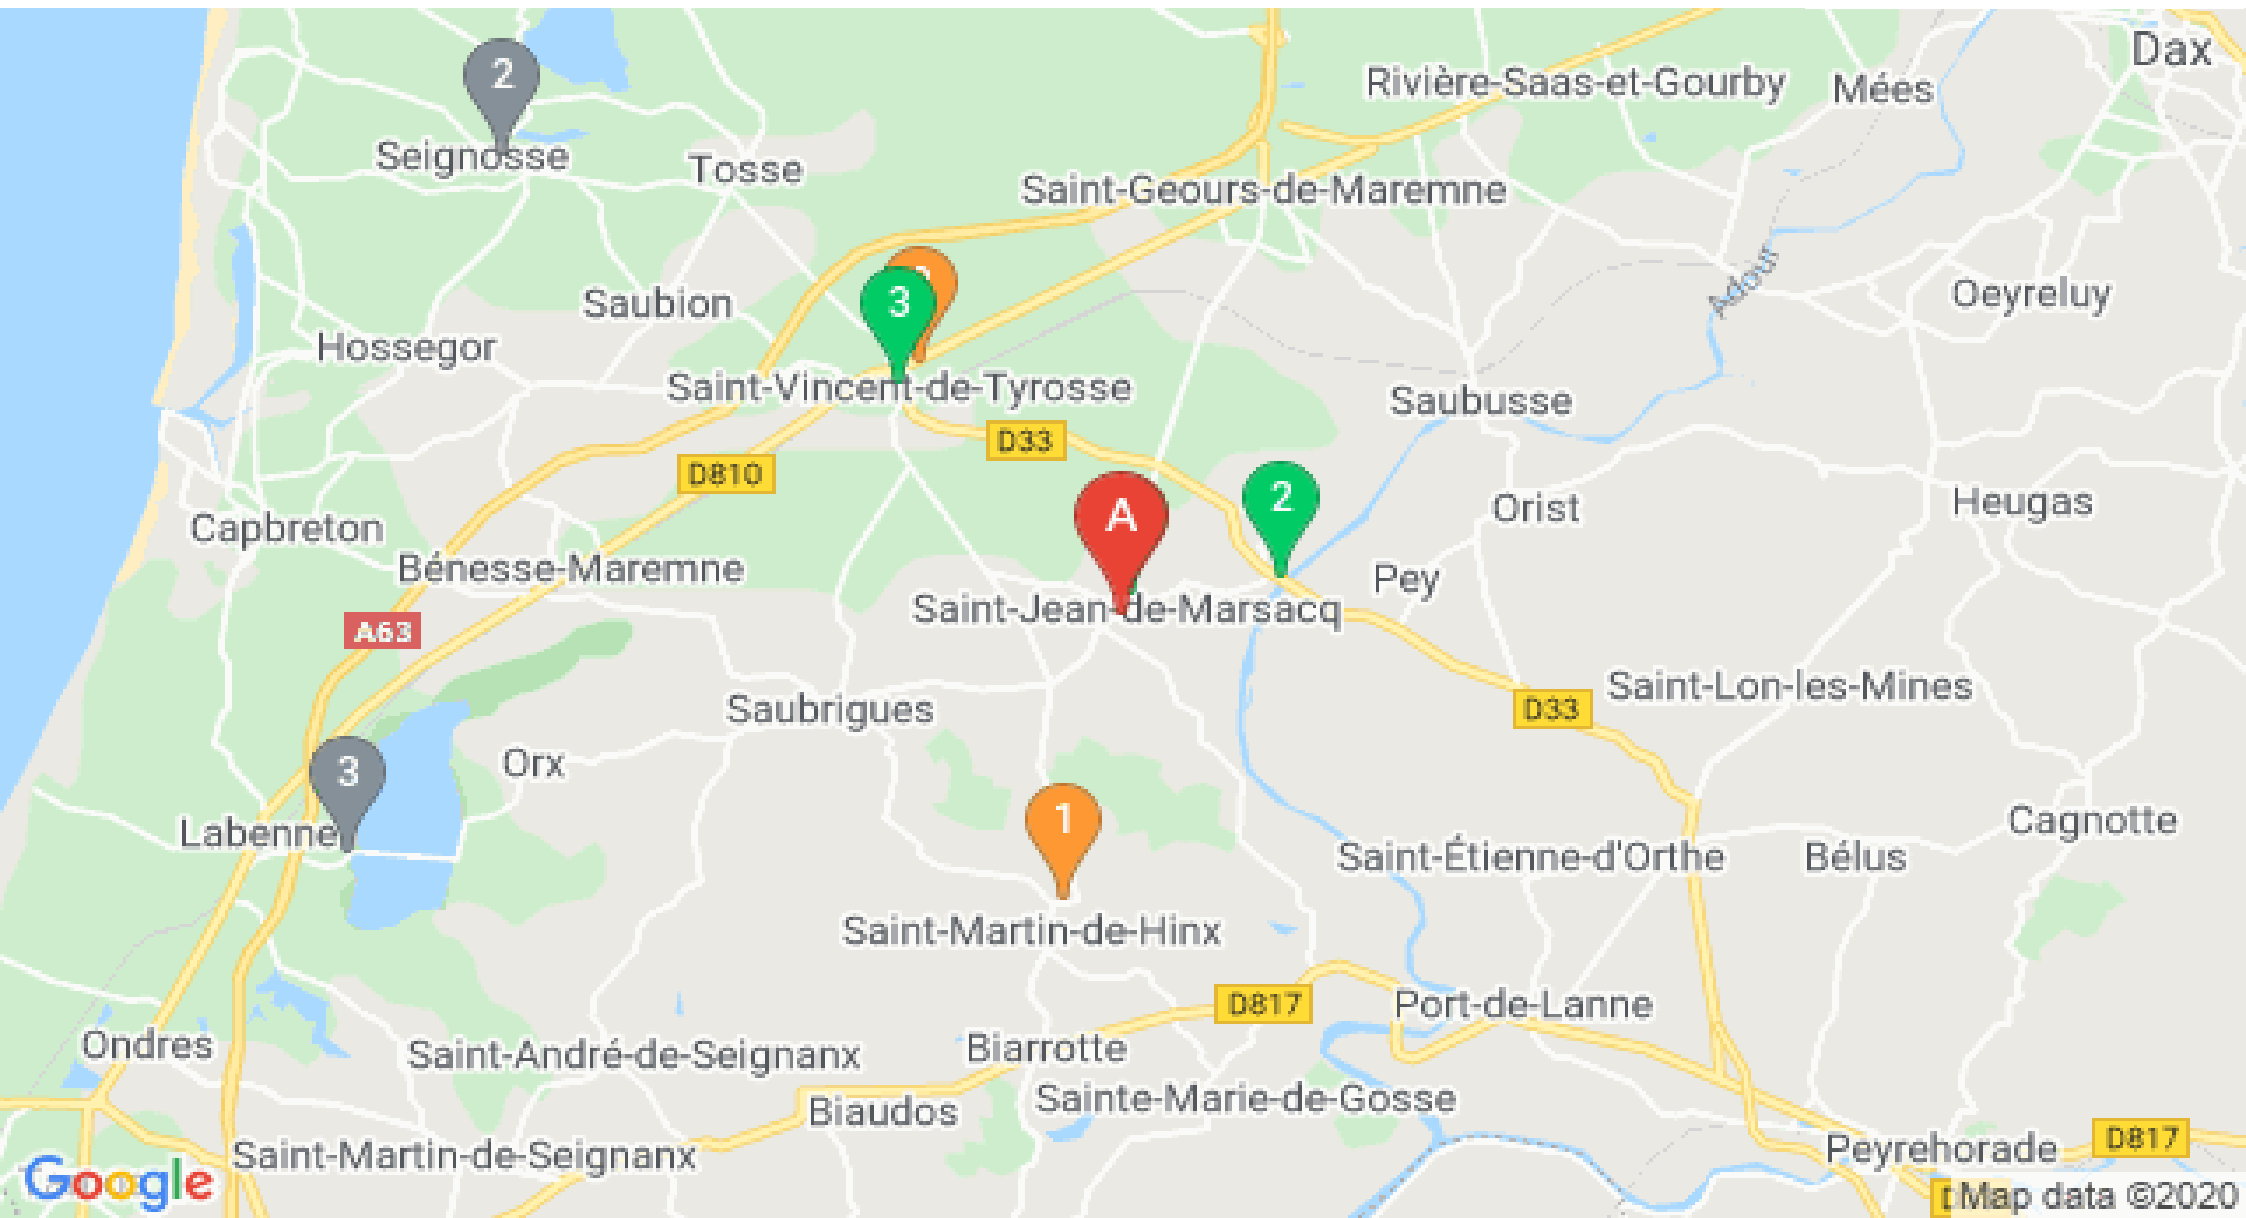 Dax
2
Rivière-Saas-et-Gourby
Mées
Seignosse
Tosse
Saint-Geours-de-Maremne
Adour
Saubion
3
Oeyreluy
Hossegor
Saint-Vincent-de-Tyrosse
Saubusse
D33
D810
2
A
Orist
Heugas
Capbreton
Bénesse-Maremne
Pey
Saint-Jean-de-Marsacq
A63
Saint-Lon-les-Mines
Saubrigues
D33
Orx
3
1
Labenne
Cagnotte
Saint-Étienne-d'Orthe
Bélus
Saint-Martin-de-Hinx
D817
Port-de-Lanne
Ondres
Saint-André-de-Seignanx
Biarrotte
Sainte-Marie-de-Gosse
Biaudos
D817
Saint-Martin-de-Seignanx
Peyrehorade
Google
Map data ©2020